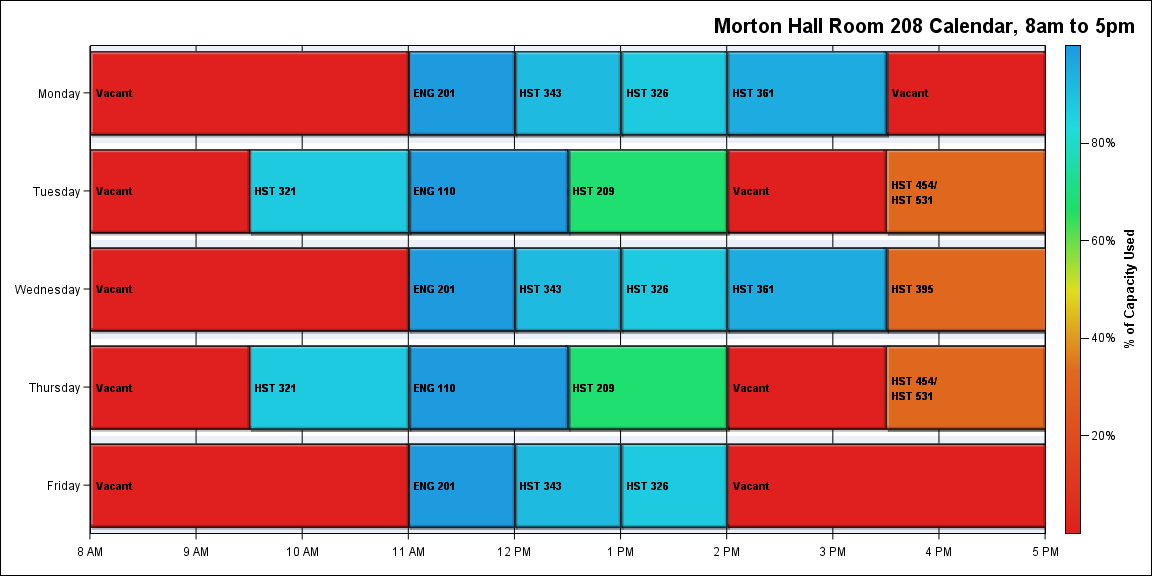 Morton Hall Room 208 Calendar, 8am to 5pm
Monday
Vacant
ENG 201
HST 343
HST 326
HST 361
Vacant
Tuesday
Vacant
HST 321
ENG 110
HST 209
Vacant
HST 454/
HST 531
Wednesday
Vacant
ENG 201
HST 343
HST 326
HST 361
HST 395
Thursday
Vacant
HST 321
ENG 110
HST 209
Vacant
HST 454/
HST 531
Friday
Vacant
ENG 201
HST 343
HST 326
Vacant
8 AM
9 AM
10 AM
11 AM
12 PM
1 PM
2 PM
3 PM
4 PM
5 PM
80%
60%
40%
20%
% of Capacity Used